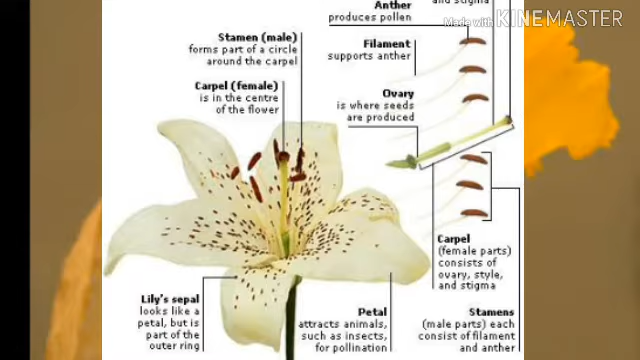 and stigma
Made with KINEMASTER
Anther
produces pollen
Stamen (male)
forms part of a circle
around the carpel
Filament
supports anther
Carpel (female)
is in the centre
of the flower
Ovary
is where seeds
are produced
Carpel
(female parts)
consists of
ovary, style,
and stigma
Lily's sepal
looks like a
petal, but is
part of the
outer ring
Petal
attracts animals,
such as insects,
for pollination
Stamens
(male parts) each
consist of filament
and anther